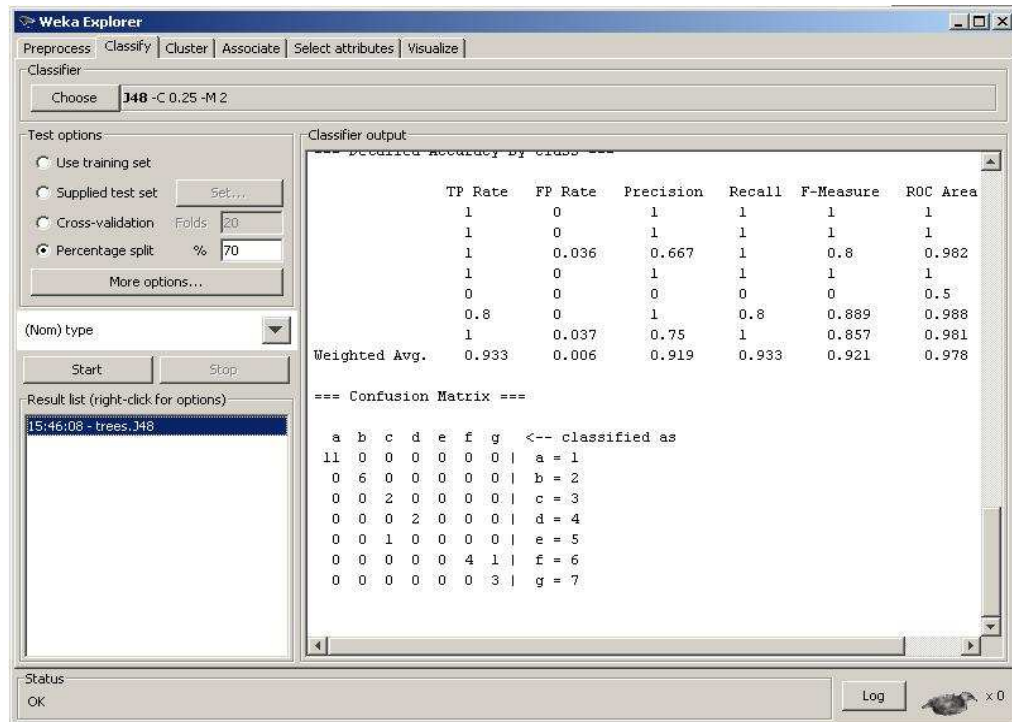 Weka Explorer
Preprocess Classify Cluster Associate Select attributes Visualize
Classifier
Choose J48 -C 0.25 -M 2
Test options
Use training set
Supplied test set Set...
Cross-validation Folds 20
Percentage split % 70
More options...
(Nom) type
Start Stop
Result list (right-click for options)
15:46:08 - trees.J48
Classifier output
=== Detailed Accuracy By Class ===
TP Rate FP Rate Precision Recall F-Measure ROC Area
1 0 1 1 1 1
1 0 1 1 1 1
1 0.036 0.667 1 0.8 0.982
1 0 1 1 1 1
0 0 0 0 0 0.5
0.8 0 1 0.8 0.889 0.988
1 0.037 0.75 1 0.857 0.981
Weighted Avg. 0.933 0.006 0.919 0.933 0.921 0.978
=== Confusion Matrix ===
a b c d e f g <-- classified as
11 0 0 0 0 0 0 | a = 1
0 6 0 0 0 0 0 | b = 2
0 0 2 0 0 0 0 | c = 3
0 0 0 2 0 0 0 | d = 4
0 0 1 0 0 0 0 | e = 5
0 0 0 0 0 4 1 | f = 6
0 0 0 0 0 0 3 | g = 7
Status
OK
Log
x 0